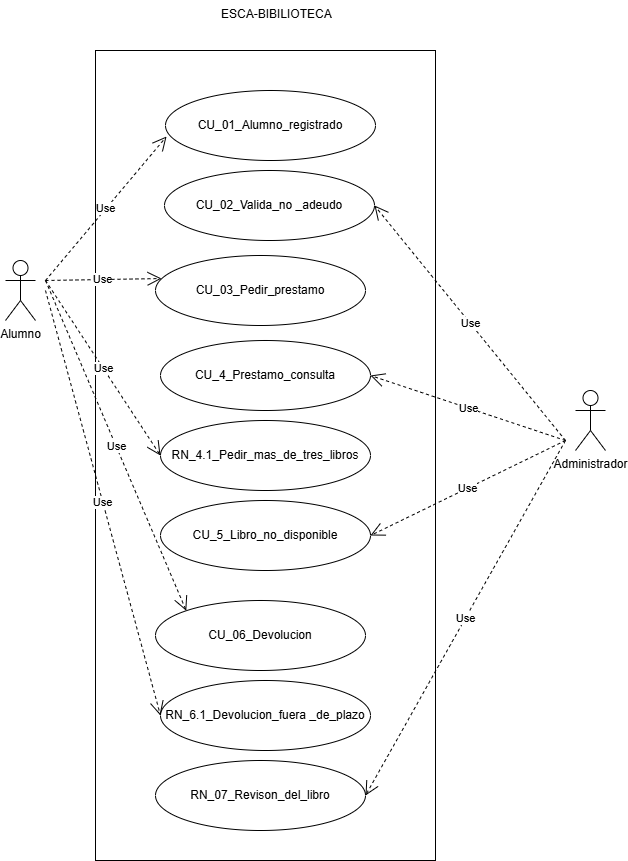 ESCA-BIBILIOTECA
CU_01_Alumno_registrado
Use
CU_02_Valida_no _adeudo
Use
CU_03_Pedir_prestamo
Alumno
Use
Use
CU_4_Prestamo_consulta
Use
Administrador
RN_4.1_Pedir_mas_de_tres_libros
Use
Use
Use
CU_5_Libro_no_disponible
Use
CU_06_Devolucion
RN_6.1_Devolucion_fuera _de_plazo
RN_07_Revison_del_libro